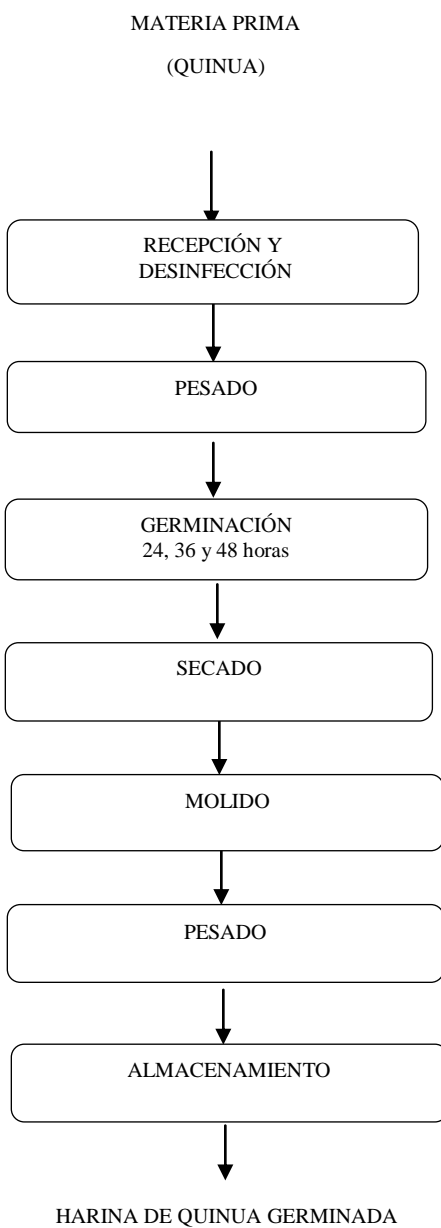 MATERIA PRIMA
(QUINUA)
RECEPCIÓN Y
DESINFECCIÓN
PESADO
GERMINACIÓN
24, 36 y 48 horas
SECADO
MOLIDO
PESADO
ALMACENAMIENTO
HARINA DE QUINUA GERMINADA